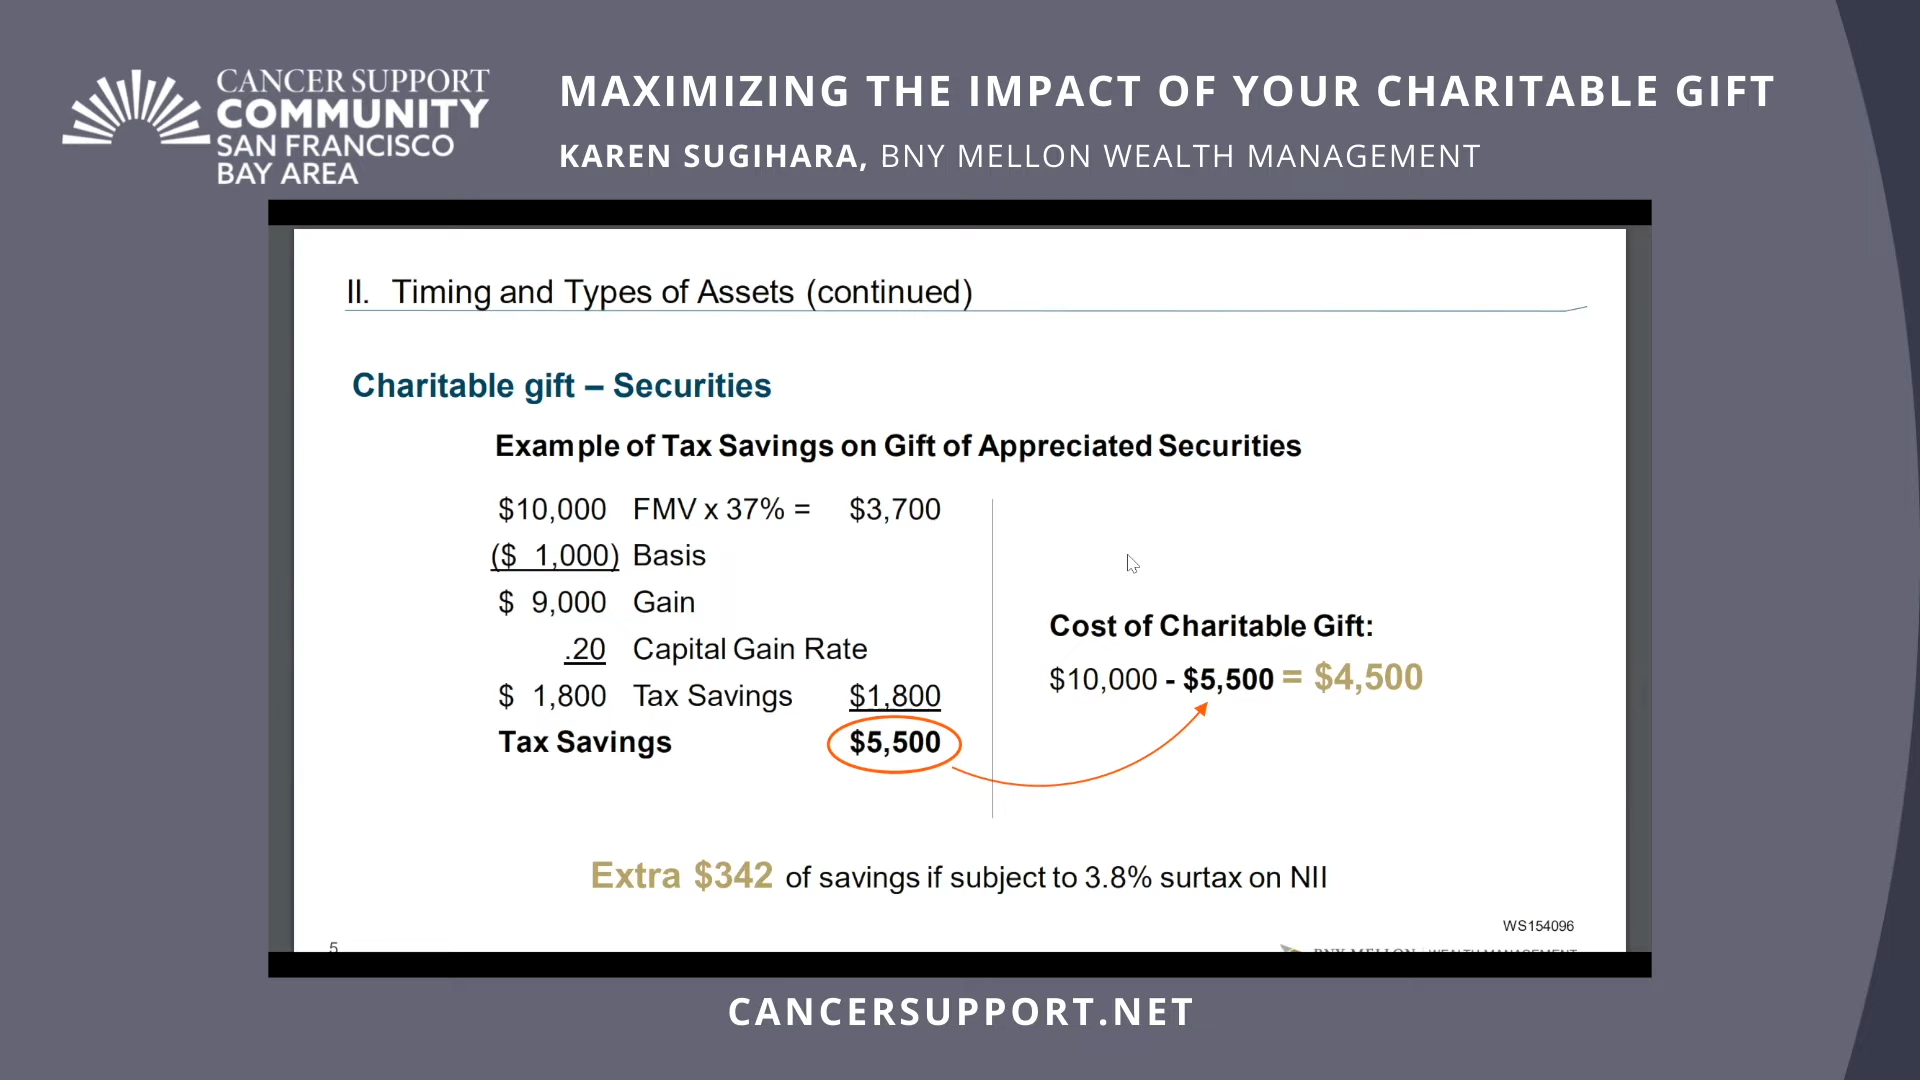 CANCER SUPPORT
COMMUNITY
SAN FRANCISCO
BAY AREA
MAXIMIZING THE IMPACT OF YOUR CHARITABLE GIFT
KAREN SUGIHARA, BNY MELLON WEALTH MANAGEMENT
II. Timing and Types of Assets (continued)
Charitable gift – Securities
Example of Tax Savings on Gift of Appreciated Securities
$10,000 FMV x 37% = $3,700
($ 1,000) Basis
$ 9,000 Gain
.20 Capital Gain Rate
$ 1,800 Tax Savings $1,800
Tax Savings $5,500
Cost of Charitable Gift:
$10,000 - $5,500 = $4,500
Extra $342 of savings if subject to 3.8% surtax on NII
WS154096
5
BNY MELLON WEALTH MANAGEMENT
CANCERSUPPORT.NET